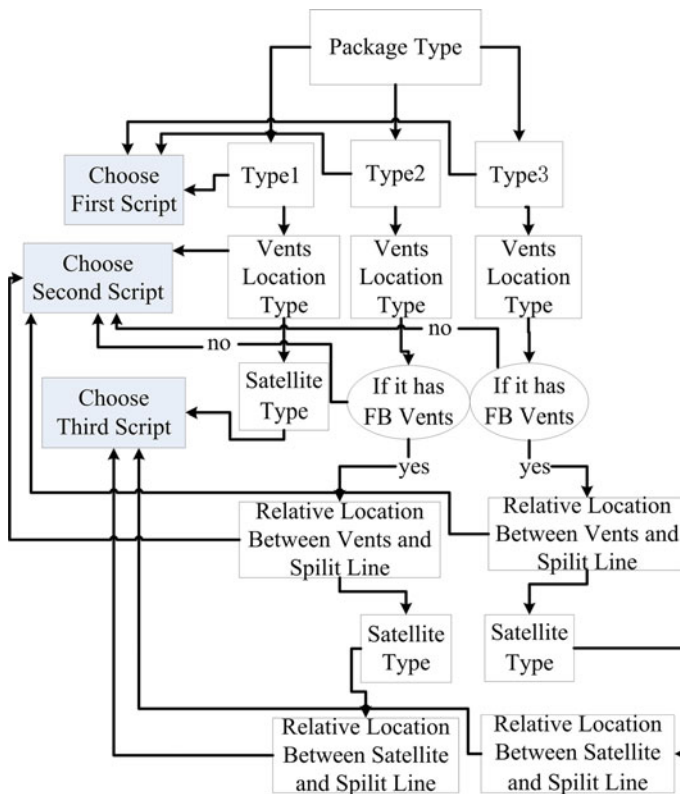 Package Type
Choose
First Script
Type1
Type2
Type3
Choose
Second Script
Vents
Location
Type
Vents
Location
Type
Vents
Location
Type
no
no
Choose
Third Script
Satellite
Type
If it has
FB Vents
If it has
FB Vents
yes
yes
Relative Location
Between Vents and
Spilit Line
Relative Location
Between Vents and
Spilit Line
Satellite
Type
Satellite
Type
Relative Location
Between Satellite
and Spilit Line
Relative Location
Between Satellite
and Spilit Line